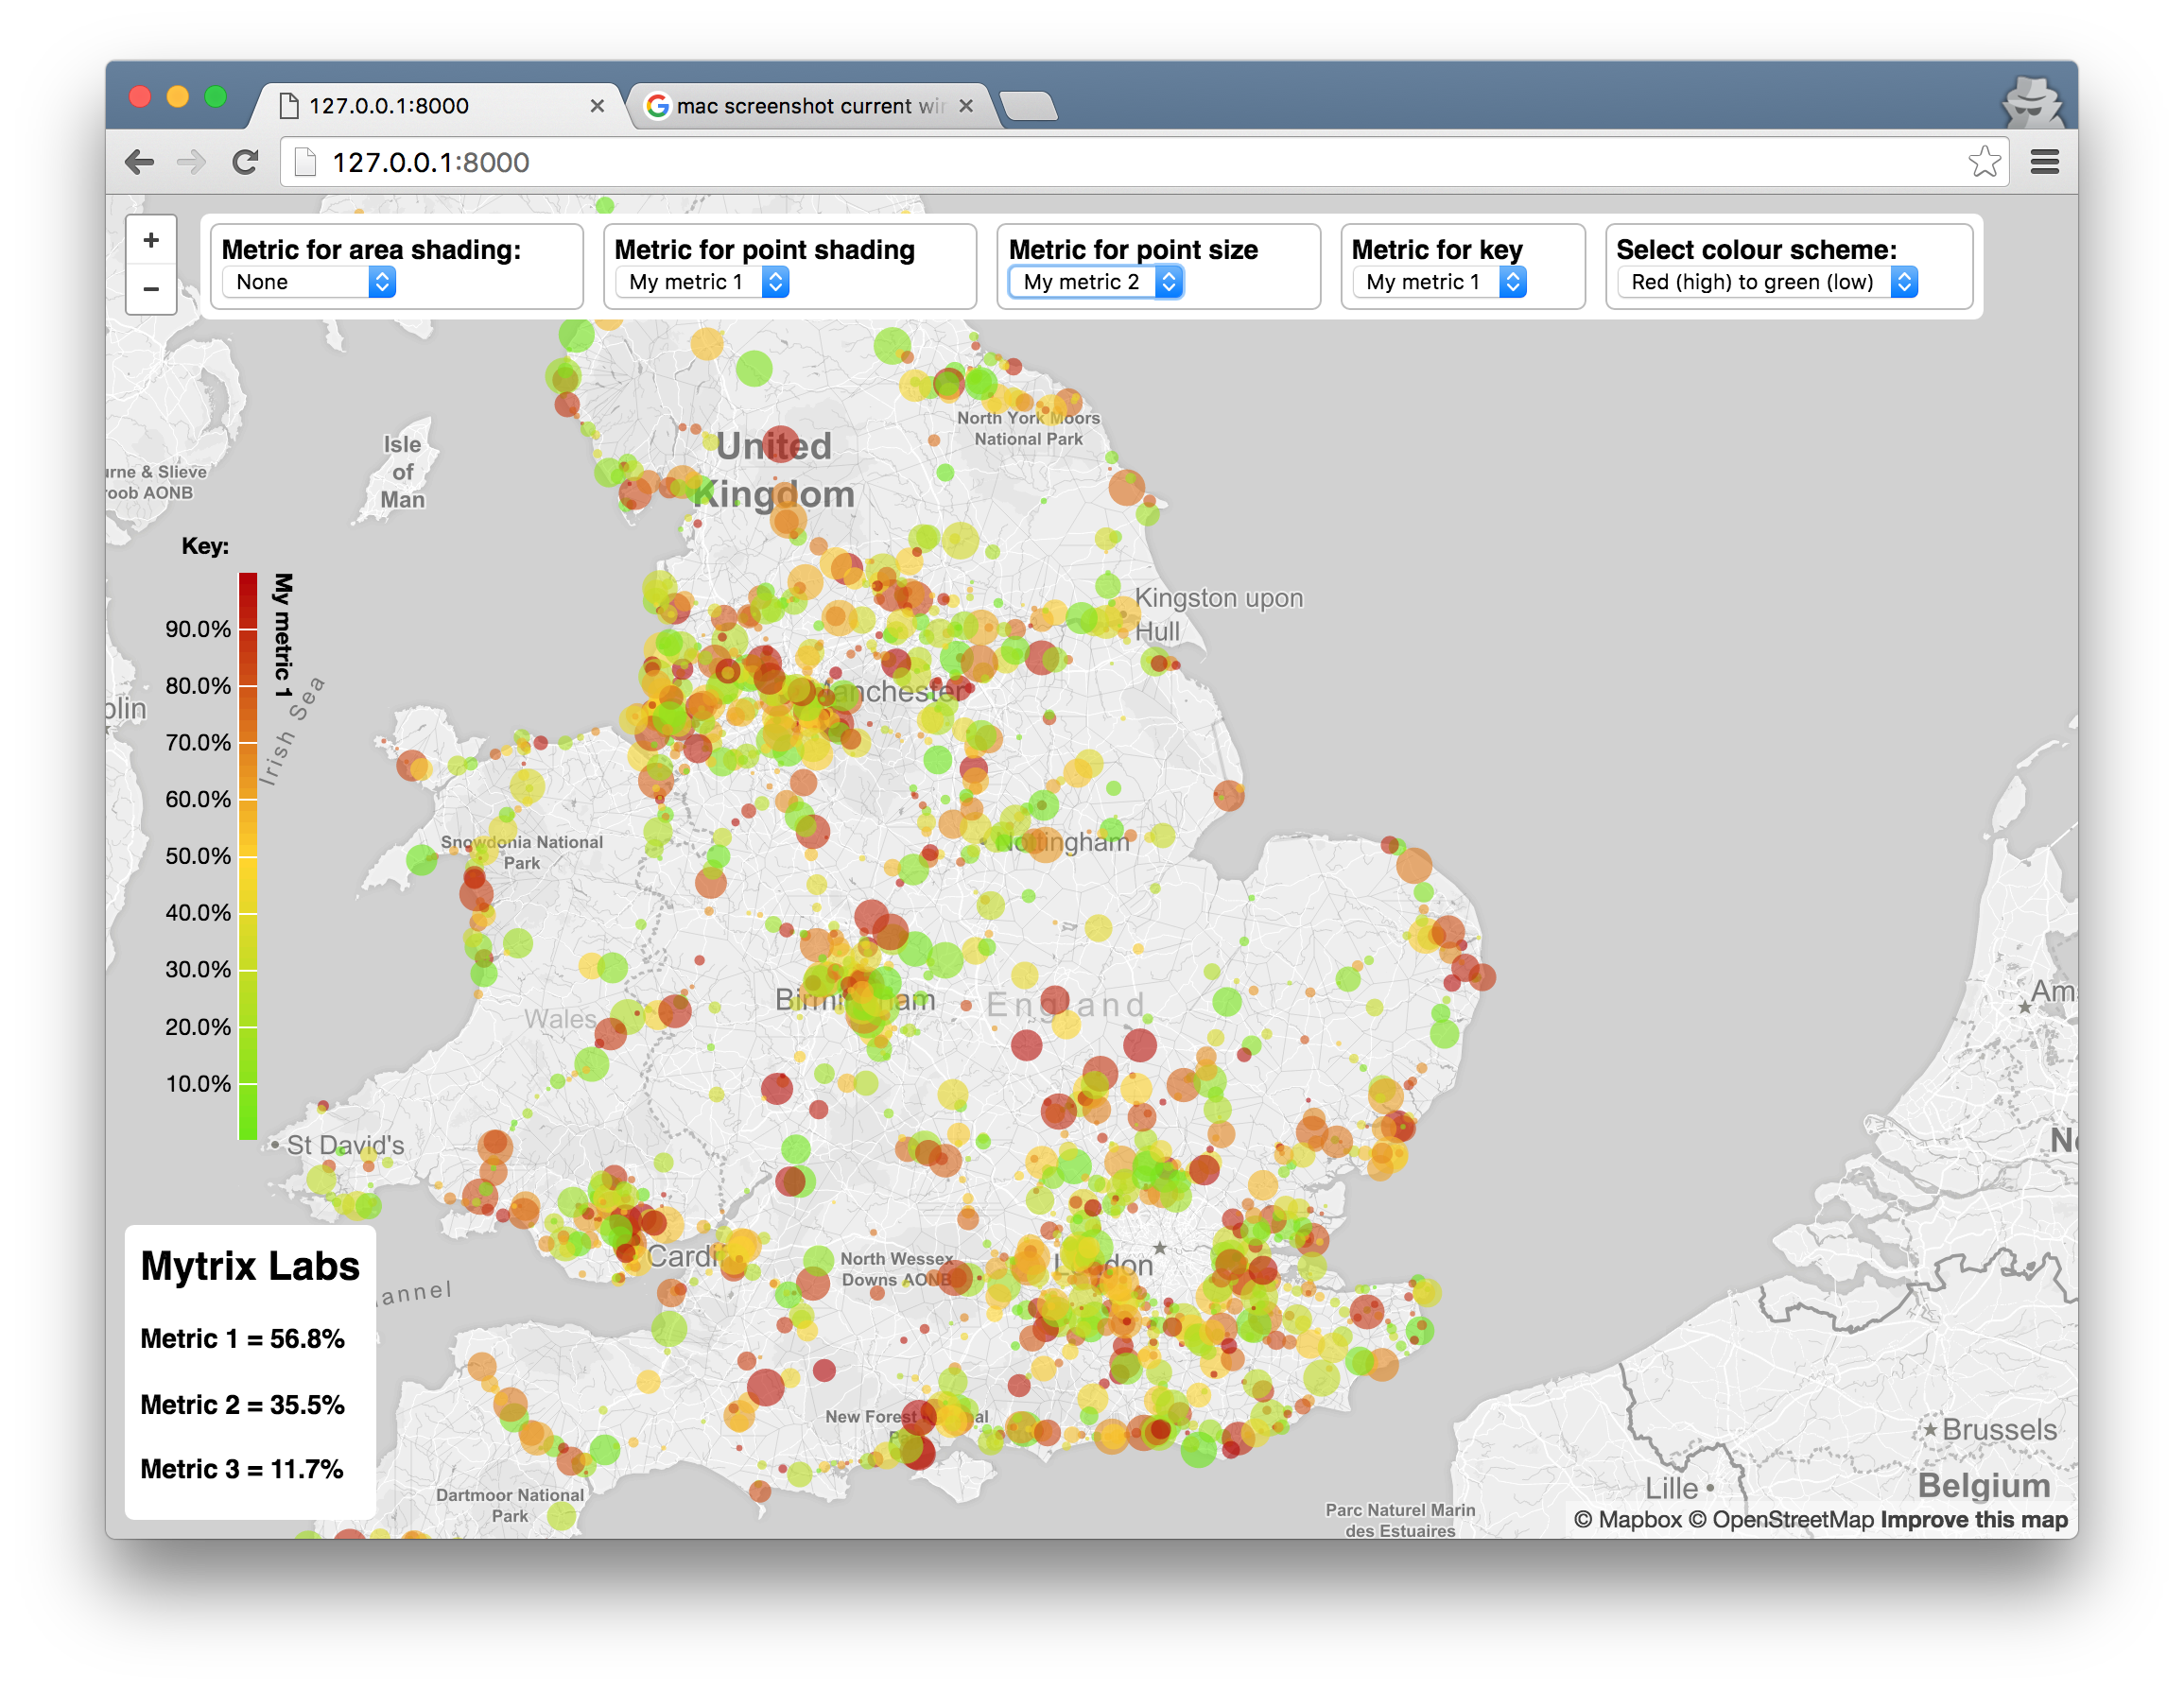 127.0.0.1:8000
mac screenshot current wi
127.0.0.1:8000
+
−
Metric for area shading:
None
Metric for point shading
My metric 1
Metric for point size
My metric 2
Metric for key
My metric 1
Select colour scheme:
Red (high) to green (low)
North York Moors
National Park
United
Kingdom
Isle
of
Man
urne & Slieve
roob AONB
Key:
My metric 1
90.0%
80.0%
70.0%
60.0%
50.0%
40.0%
30.0%
20.0%
10.0%
Kingston upon
Hull
Manchester
Irish Sea
blin
Snowdonia National
Park
Nottingham
Birmingham
England
Wales
Am
St David's
Cardiff
North Wessex
Downs AONB
London
annel
Mytrix Labs
Metric 1 = 56.8%
Metric 2 = 35.5%
Metric 3 = 11.7%
New Forest National
Dartmoor National
Park
Brussels
Lille
Belgium
Parc Naturel Marin
des Estuaires
© Mapbox © OpenStreetMap Improve this map